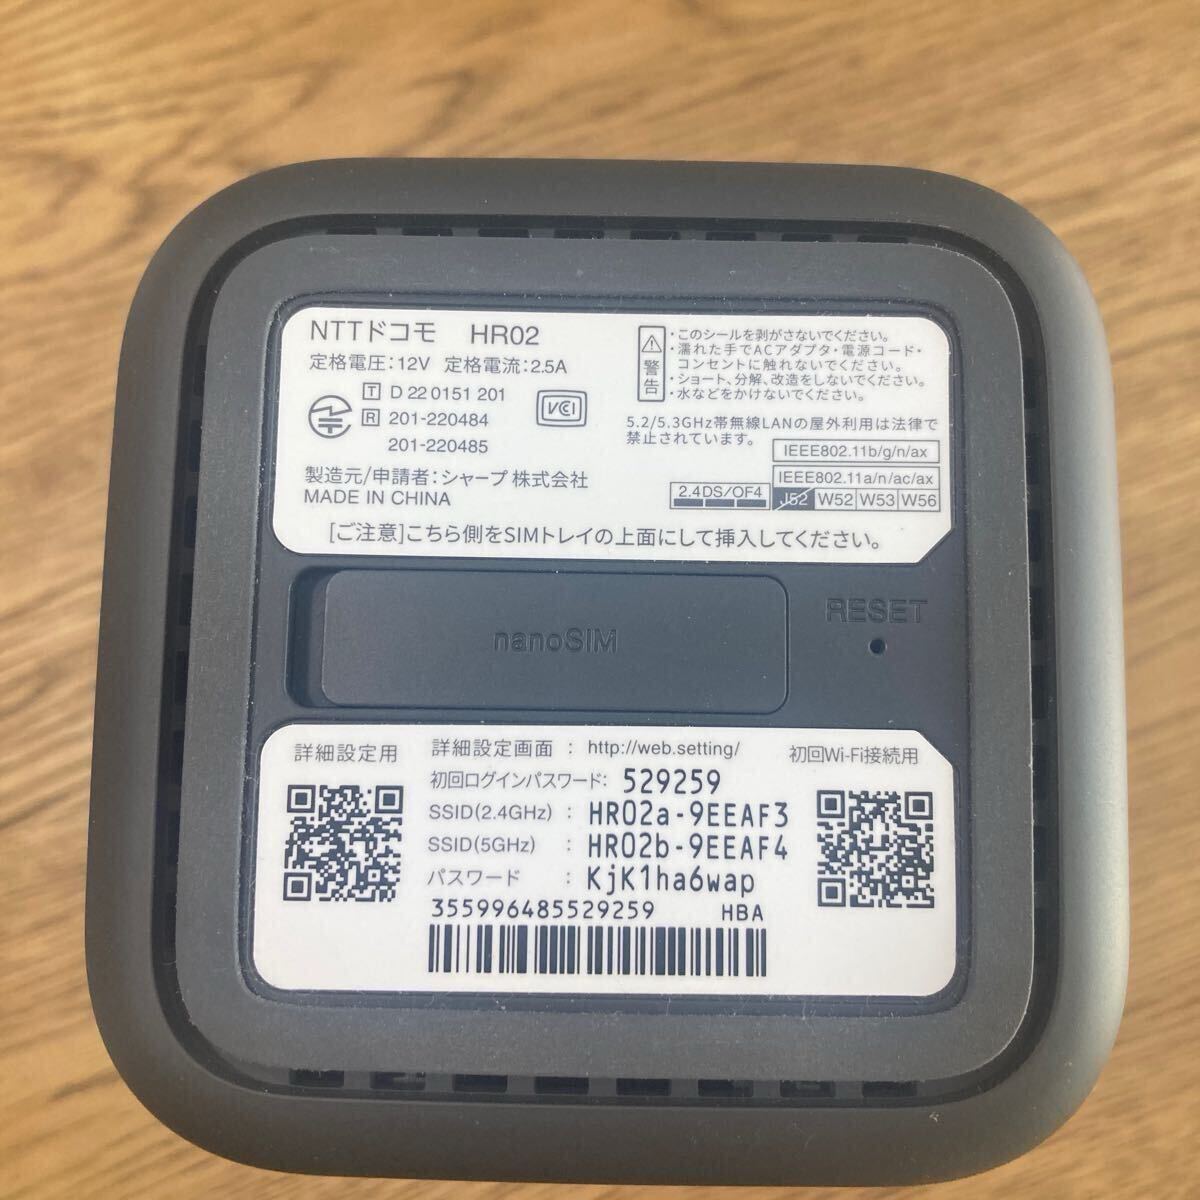 NTTドコモ HR02
定格電圧:12V 定格電流:2.5A
T D 22 0151 201
R 201-220484
201-220485
VCI
製造元/申請者:シャープ 株式会社
MADE IN CHINA
警告
・このシールを剥がさないでください。
・濡れた手でACアダプタ・電源コード・
コンセントに触れないでください。
・ショート、分解、改造をしないでください。
・水などをかけないでください。
5.2/5.3GHz帯無線LANの屋外利用は法律で
禁止されています。
IEEE802.11b/g/n/ax
IEEE802.11a/n/ac/ax
2.4DS/OF4
J52 W52 W53 W56
[ご注意]こちら側をSIMトレイの上面にして挿入してください。
nanoSIM
RESET
詳細設定用
詳細設定画面 : http://web.setting/
初回ログインパスワード: 529259
SSID(2.4GHz) : HR02a-9EEAF3
SSID(5GHz) : HR02b-9EEAF4
パスワード : KjK1ha6wap
355996485529259 HBA
初回Wi-Fi接続用